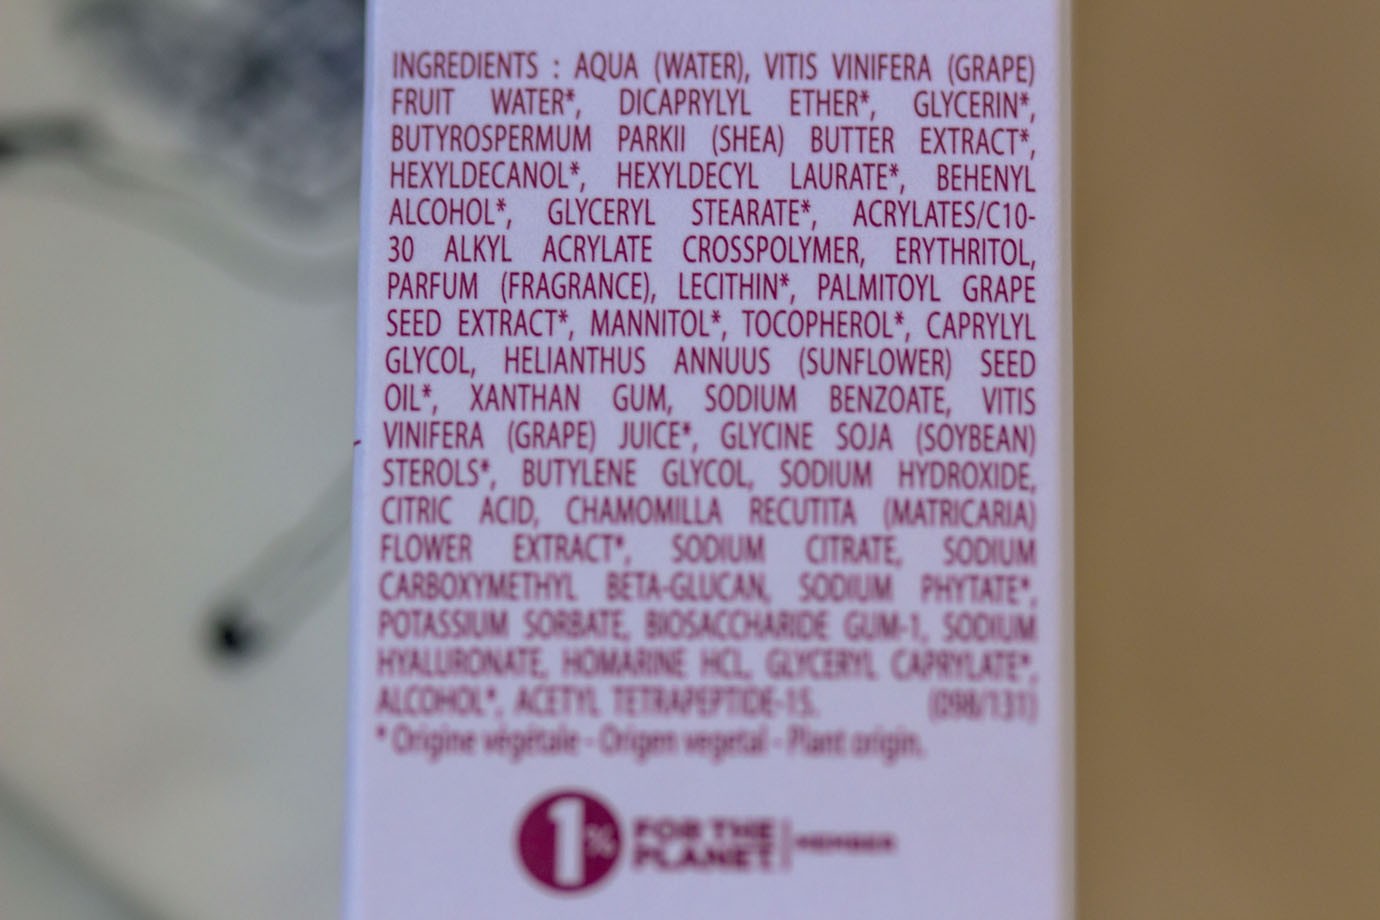 INGREDIENTS : AQUA (WATER), VITIS VINIFERA (GRAPE)
FRUIT WATER*, DICAPRYLYL ETHER*, GLYCERIN*,
BUTYROSPERMUM PARKII (SHEA) BUTTER EXTRACT*,
HEXYLDECANOL*, HEXYLDECYL LAURATE*, BEHENYL
ALCOHOL*, GLYCERYL STEARATE*, ACRYLATES/C10-
30 ALKYL ACRYLATE CROSSPOLYMER, ERYTHRITOL,
PARFUM (FRAGRANCE), LECITHIN*, PALMITOYL GRAPE
SEED EXTRACT*, MANNITOL*, TOCOPHEROL*, CAPRYLYL
GLYCOL, HELIANTHUS ANNUUS (SUNFLOWER) SEED
OIL*, XANTHAN GUM, SODIUM BENZOATE, VITIS
VINIFERA (GRAPE) JUICE*, GLYCINE SOJA (SOYBEAN)
STEROLS*, BUTYLENE GLYCOL, SODIUM HYDROXIDE,
CITRIC ACID, CHAMOMILLA RECUTITA (MATRICARIA)
FLOWER EXTRACT*, SODIUM CITRATE, SODIUM
CARBOXYMETHYL BETA-GLUCAN, SODIUM PHYTATE*,
POTASSIUM SORBATE, BIOSACCHARIDE GUM-1, SODIUM
HYALURONATE, HOMARINE HCL, GLYCERYL CAPRYLATE*,
ALCOHOL*, ACETYL TETRAPEPTIDE-15. (098/131)
* Origine végétale - Origen vegetal - Plant origin.
1% FOR THE
PLANET MEMBER